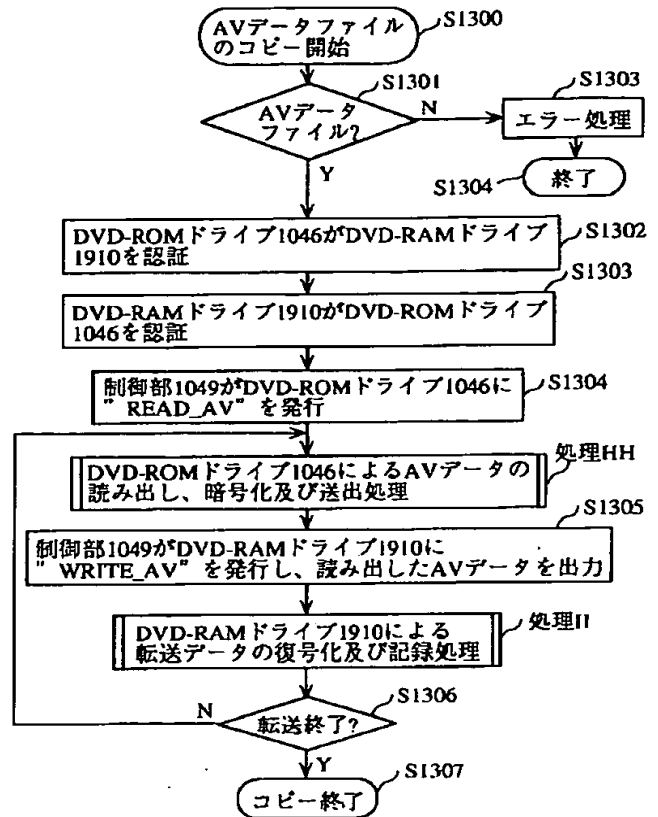 AVデータファイル
のコピー開始
S1300
S1301
AVデータ
ファイル?
N
Y
S1303
エラー処理
S1304
終了
DVD-ROMドライブ1046がDVD-RAMドライブ
1910を認証
S1302
S1303
DVD-RAMドライブ1910がDVD-ROMドライブ
1046を認証
制御部1049がDVD-ROMドライブ1046に
" READ_AV" を発行
S1304
DVD-ROMドライブ1046によるAVデータの
読み出し、暗号化及び送出処理
処理HH
S1305
制御部1049がDVD-RAMドライブ1910に
" WRITE_AV" を発行し、読み出したAVデータを出力
DVD-RAMドライブ1910による
転送データの復号化及び記録処理
処理II
S1306
N
転送終了?
Y
S1307
コピー終了